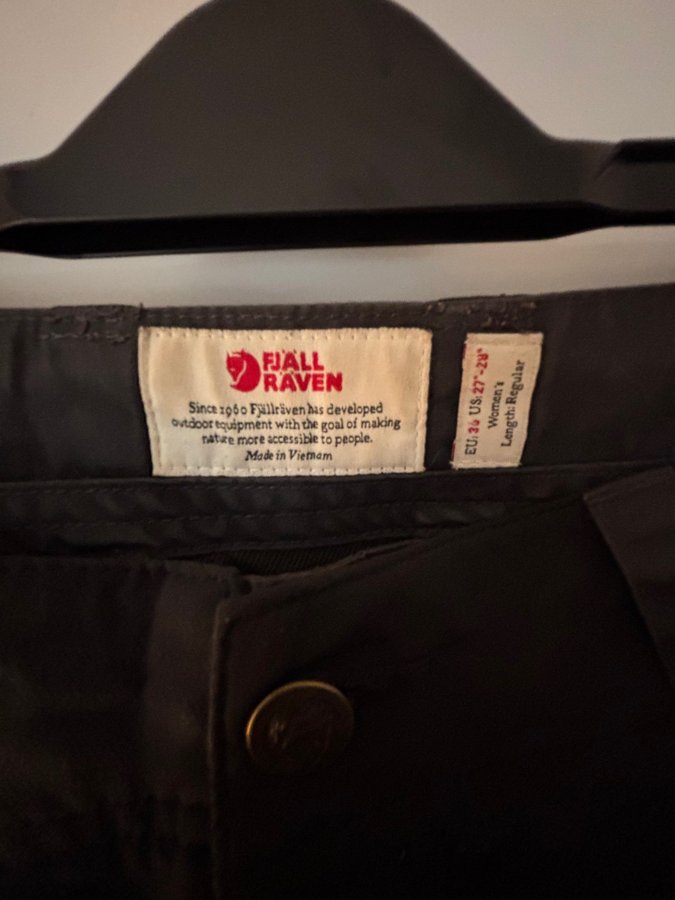 FJÄLL
RÄVEN
Since 1960 Fjällräven has developed
outdoor equipment with the goal of making
nature more accessible to people.
Made in Vietnam
EU: 36 US: 27"-28"
Women's
Length: Regular